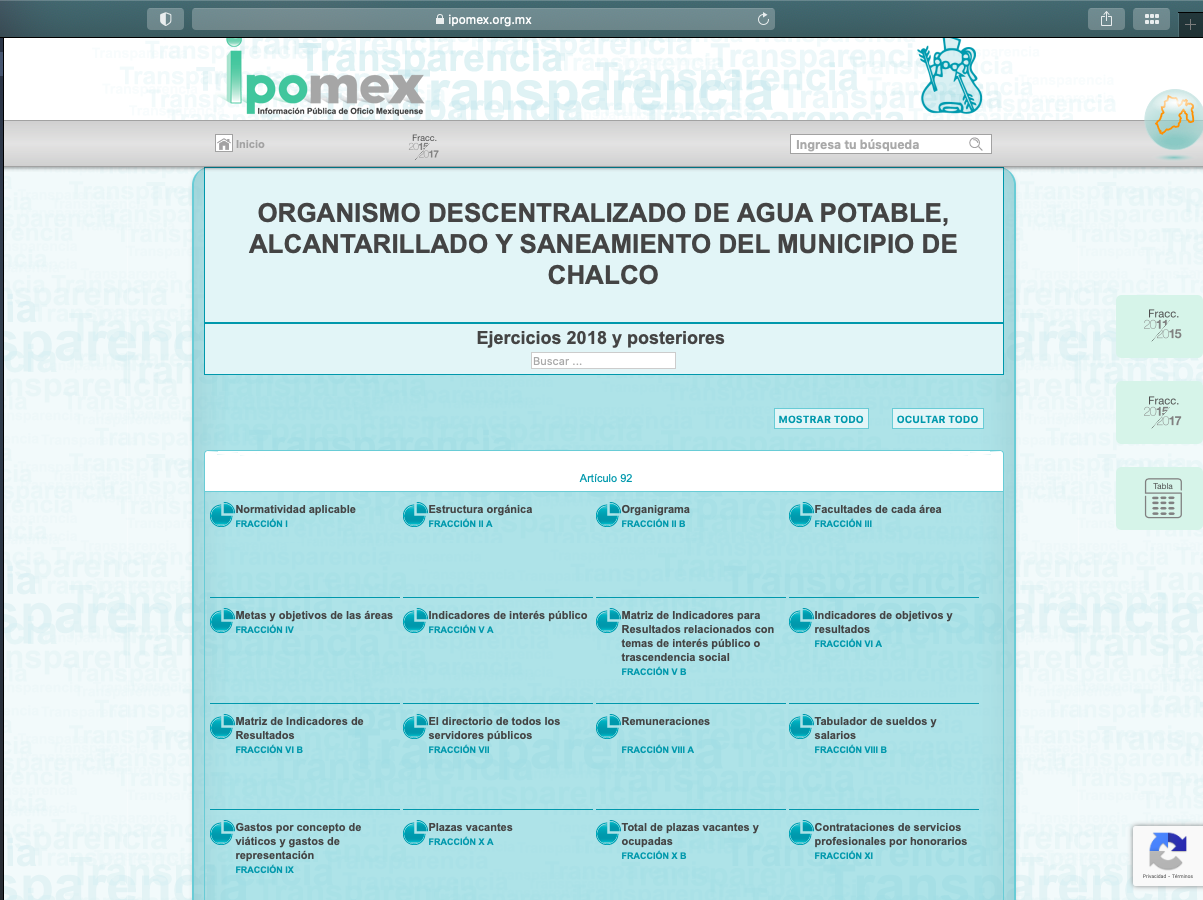 ipomex.org.mx
ipomex
Información Pública de Oficio Mexiquense
Transparencia
Inicio
Fracc.
2015
2017
Ingresa tu búsqueda
ORGANISMO DESCENTRALIZADO DE AGUA POTABLE,
ALCANTARILLADO Y SANEAMIENTO DEL MUNICIPIO DE
CHALCO
Ejercicios 2018 y posteriores
Buscar ...
Fracc.
2015
Fracc.
2015
2017
Tabla
MOSTRAR TODO
OCULTAR TODO
Artículo 92
Normatividad aplicable
FRACCIÓN I
Estructura orgánica
FRACCIÓN II A
Organigrama
FRACCIÓN II B
Facultades de cada área
FRACCIÓN III
Metas y objetivos de las áreas
FRACCIÓN IV
Indicadores de interés público
FRACCIÓN V A
Matriz de Indicadores para
Resultados relacionados con
temas de interés público o
trascendencia social
FRACCIÓN V B
Indicadores de objetivos y
resultados
FRACCIÓN VI A
Matriz de Indicadores de
Resultados
FRACCIÓN VI B
El directorio de todos los
servidores públicos
FRACCIÓN VII
Remuneraciones
FRACCIÓN VIII A
Tabulador de sueldos y
salarios
FRACCIÓN VIII B
Gastos por concepto de
viáticos y gastos de
representación
FRACCIÓN IX
Plazas vacantes
FRACCIÓN X A
Total de plazas vacantes y
ocupadas
FRACCIÓN X B
Contrataciones de servicios
profesionales por honorarios
FRACCIÓN XI
Privacidad - Términos